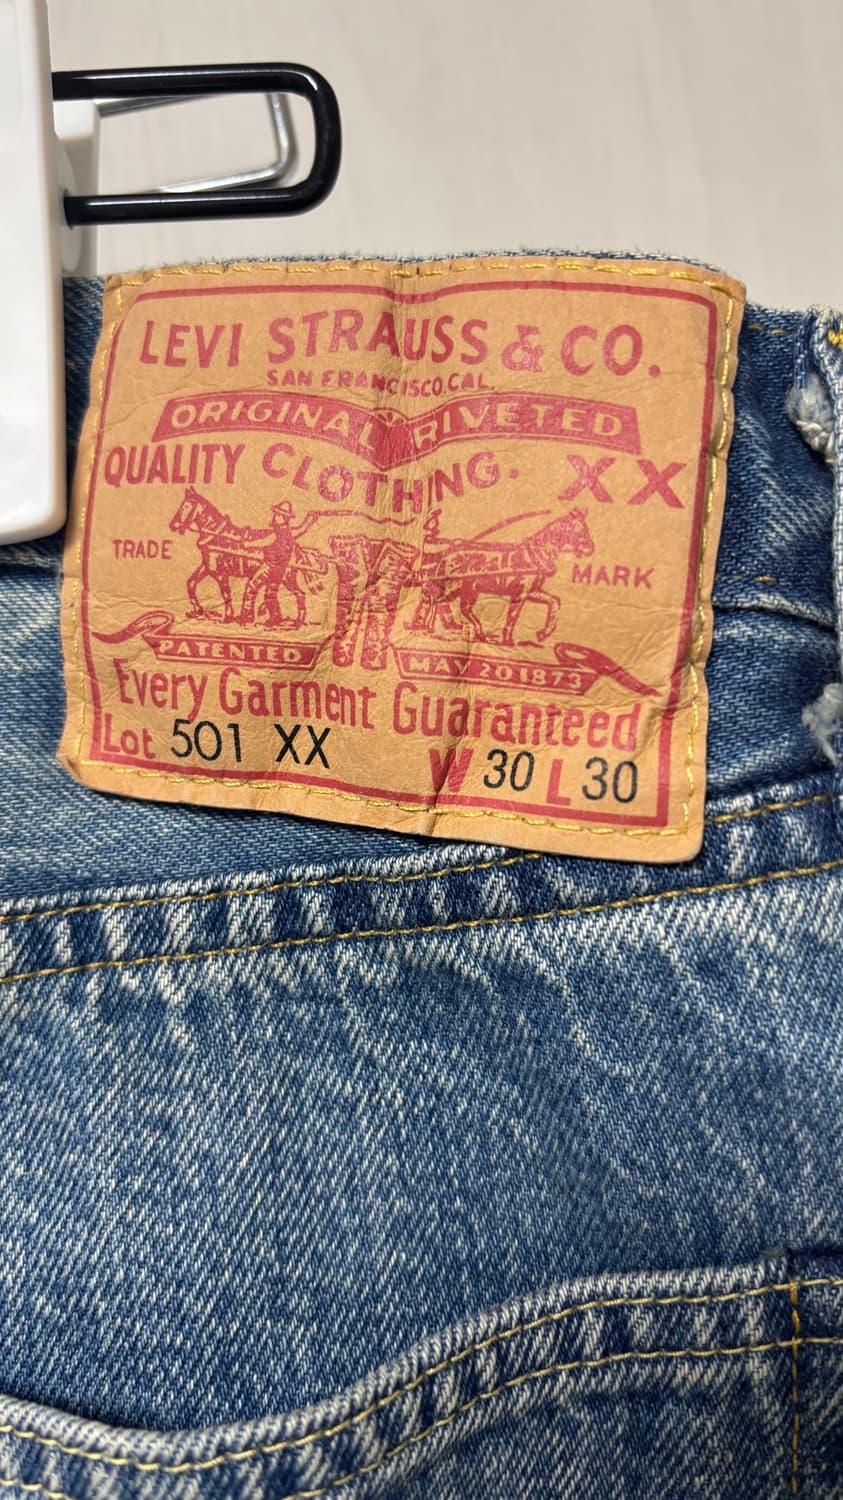 LEVI STRAUSS & CO.
SAN FRANCISCO.CAL.
ORIGINAL RIVETED
QUALITY CLOTHING. XX
TRADE MARK
PATENTED MAY 20 1873
Every Garment Guaranteed
Lot 501 XX W 30 L 30